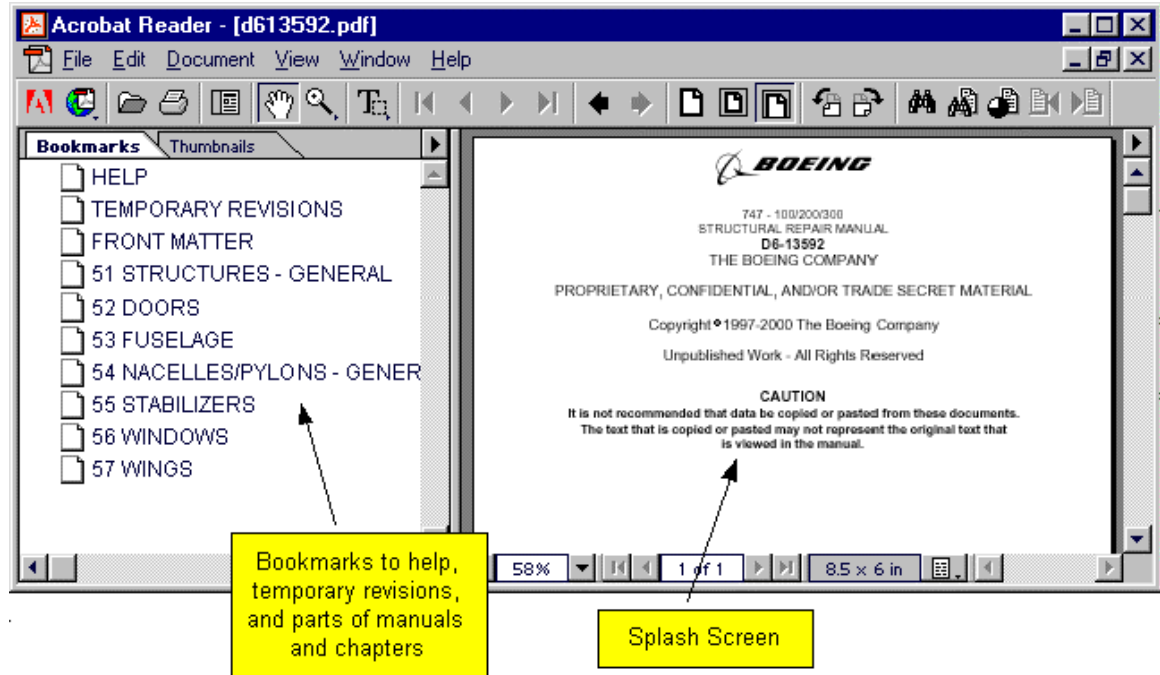 Acrobat Reader - [d613592.pdf]
File Edit Document View Window Help
Bookmarks Thumbnails
HELP
TEMPORARY REVISIONS
FRONT MATTER
51 STRUCTURES - GENERAL
52 DOORS
53 FUSELAGE
54 NACELLES/PYLONS - GENER
55 STABILIZERS
56 WINDOWS
57 WINGS
BOEING
747 - 100/200/300
STRUCTURAL REPAIR MANUAL
D6-13592
THE BOEING COMPANY
PROPRIETARY, CONFIDENTIAL, AND/OR TRADE SECRET MATERIAL
Copyright 1997-2000 The Boeing Company
Unpublished Work - All Rights Reserved
CAUTION
It is not recommended that data be copied or pasted from these documents.
The text that is copied or pasted may not represent the original text that
is viewed in the manual.
58% 1 of 1 8.5 x 6 in
Bookmarks to help,
temporary revisions,
and parts of manuals
and chapters
Splash Screen